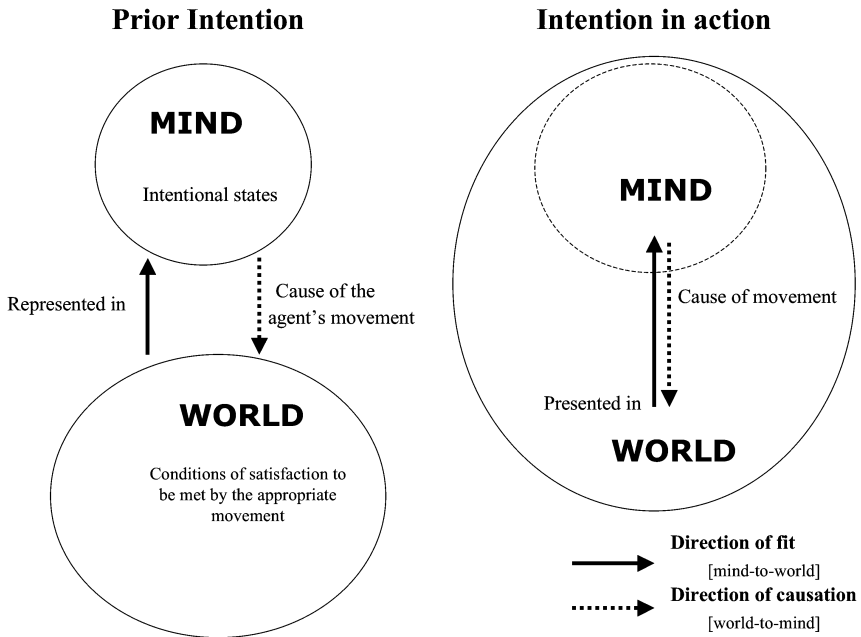 Prior Intention
MIND
Intentional states
Represented in
Cause of the
agent's movement
WORLD
Conditions of satisfaction to
be met by the appropriate
movement
Intention in action
MIND
Cause of movement
Presented in
WORLD
Direction of fit
[mind-to-world]
Direction of causation
[world-to-mind]